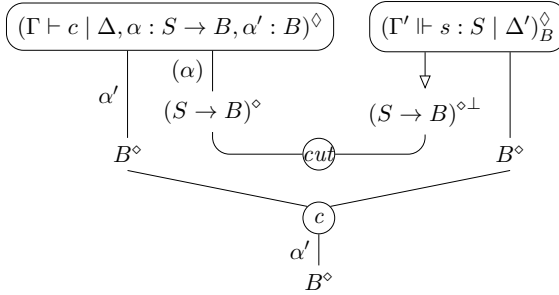 (Γ ⊢ c | Δ, α : S → B, α′ : B)^◊ (Γ′ ⊩ s : S | Δ′)^◊_B
α′ (α)
(S → B)^⋄ (S → B)^⋄⊥
B^⋄ cut B^⋄
c
α′
B^⋄